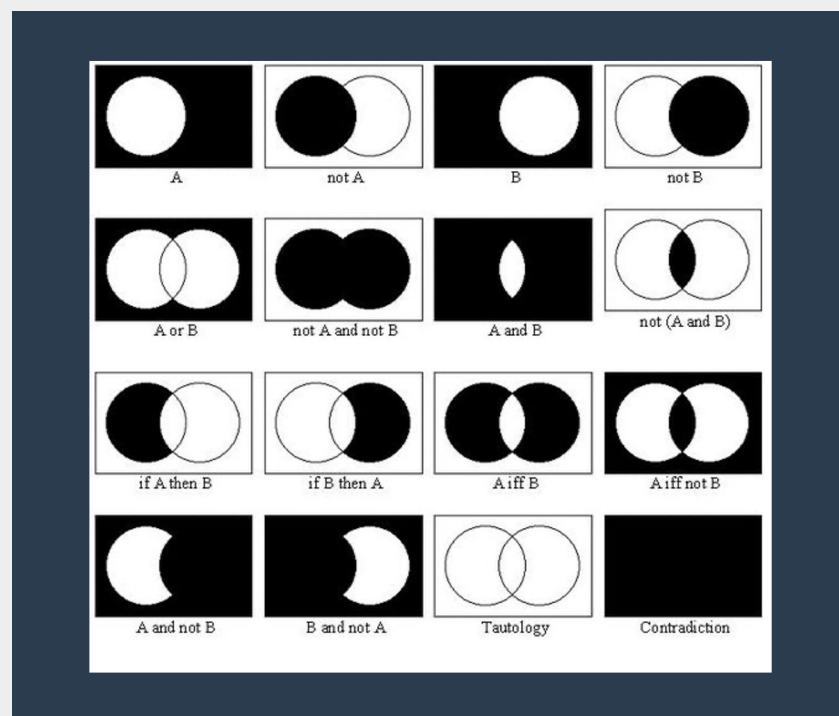 A
not A
B
not B
A or B
not A and not B
A and B
not (A and B)
if A then B
if B then A
A iff B
A iff not B
A and not B
B and not A
Tautology
Contradiction